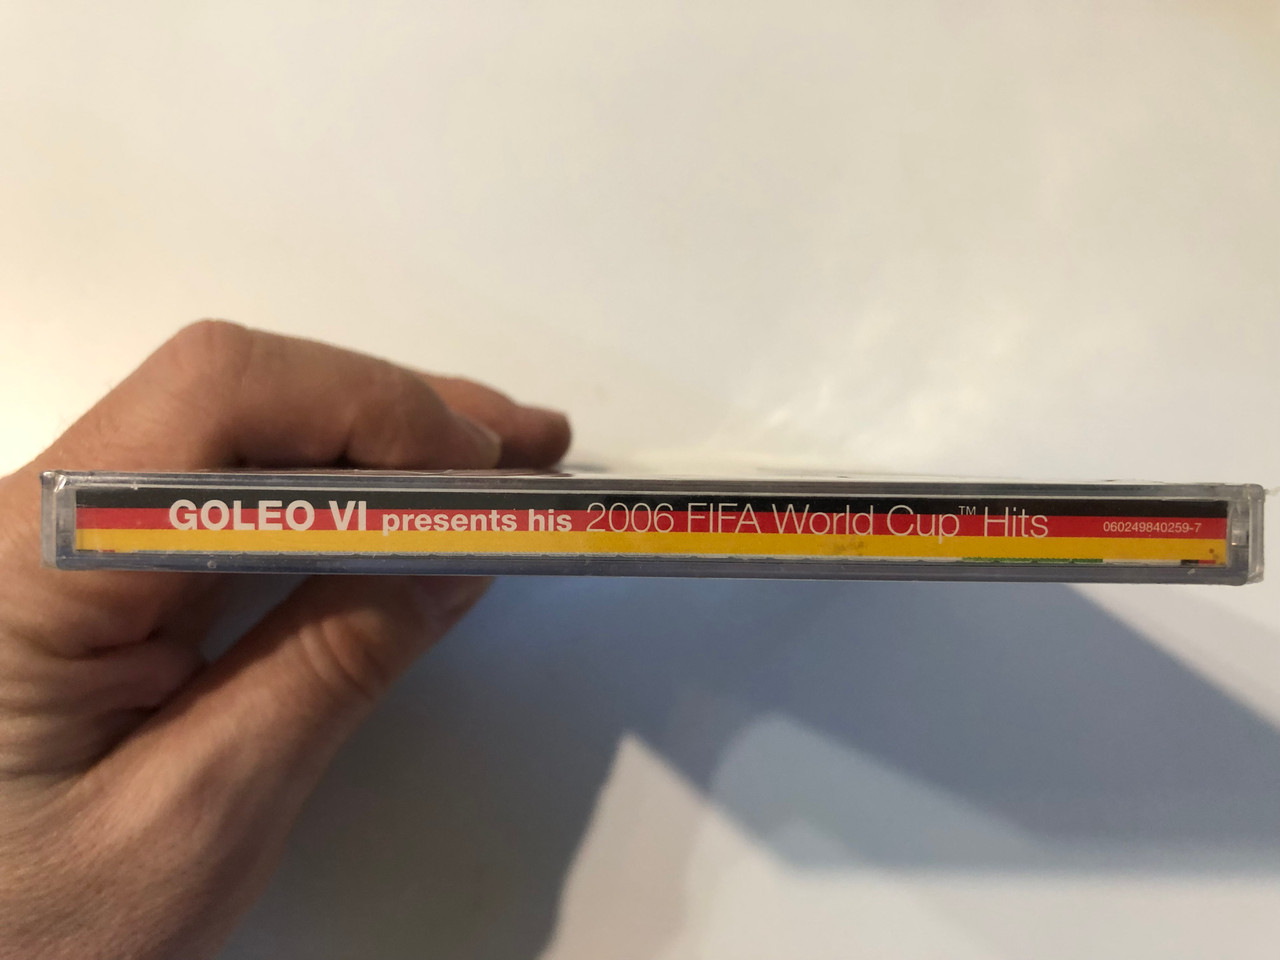 GOLEO VI presents his 2006 FIFA World Cup™ Hits 060249840259-7